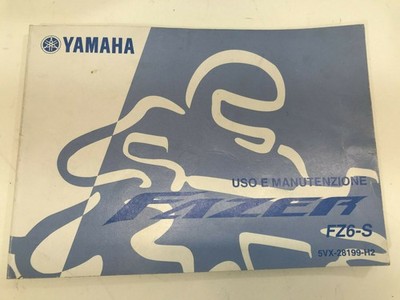 YAMAHA
USO E MANUTENZIONE
FAZER
FZ6-S
5VX-28199-H2